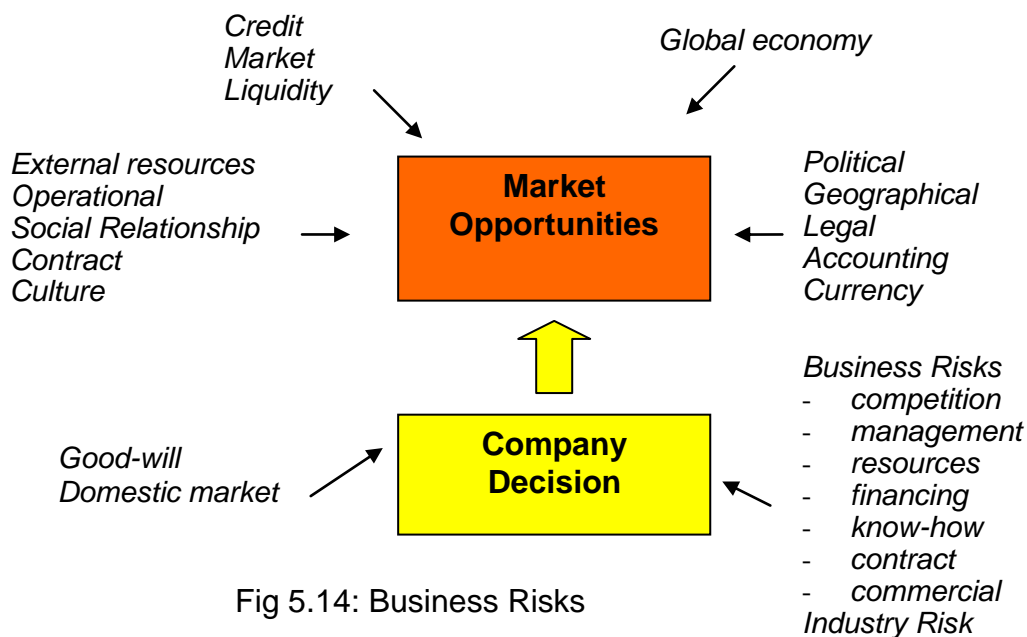 Credit
Market
Liquidity
Global economy
External resources
Operational
Social Relationship
Contract
Culture
Market
Opportunities
Political
Geographical
Legal
Accounting
Currency
Good-will
Domestic market
Company
Decision
Business Risks
- competition
- management
- resources
- financing
- know-how
- contract
- commercial
Industry Risk
Fig 5.14: Business Risks